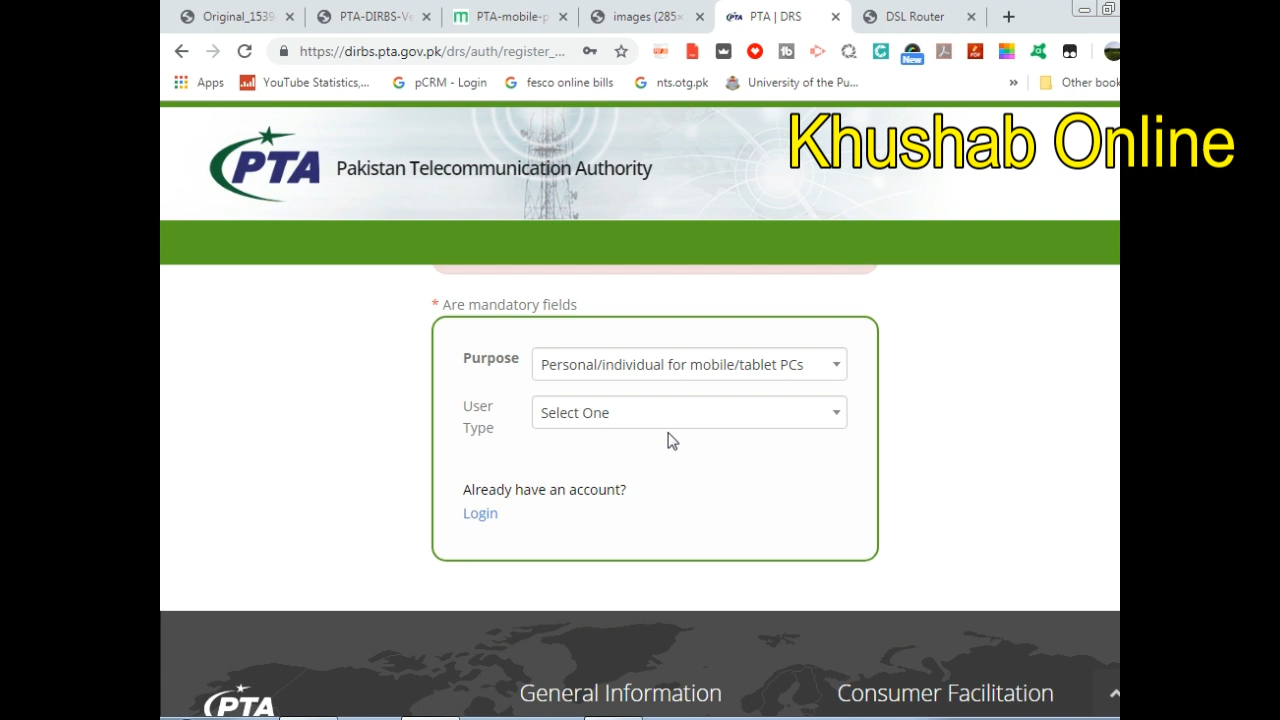 Original_1539
PTA-DIRBS-Ve
PTA-mobile-p
images (285×
PTA | DRS
DSL Router
https://dirbs.pta.gov.pk/drs/auth/register_...
New
Apps
YouTube Statistics,...
pCRM - Login
fesco online bills
nts.otg.pk
University of the Pu...
»
Other book
Khushab Online
PTA
Pakistan Telecommunication Authority
* Are mandatory fields
Purpose
Personal/individual for mobile/tablet PCs
User Type
Select One
Already have an account?
Login
PTA
General Information
Consumer Facilitation